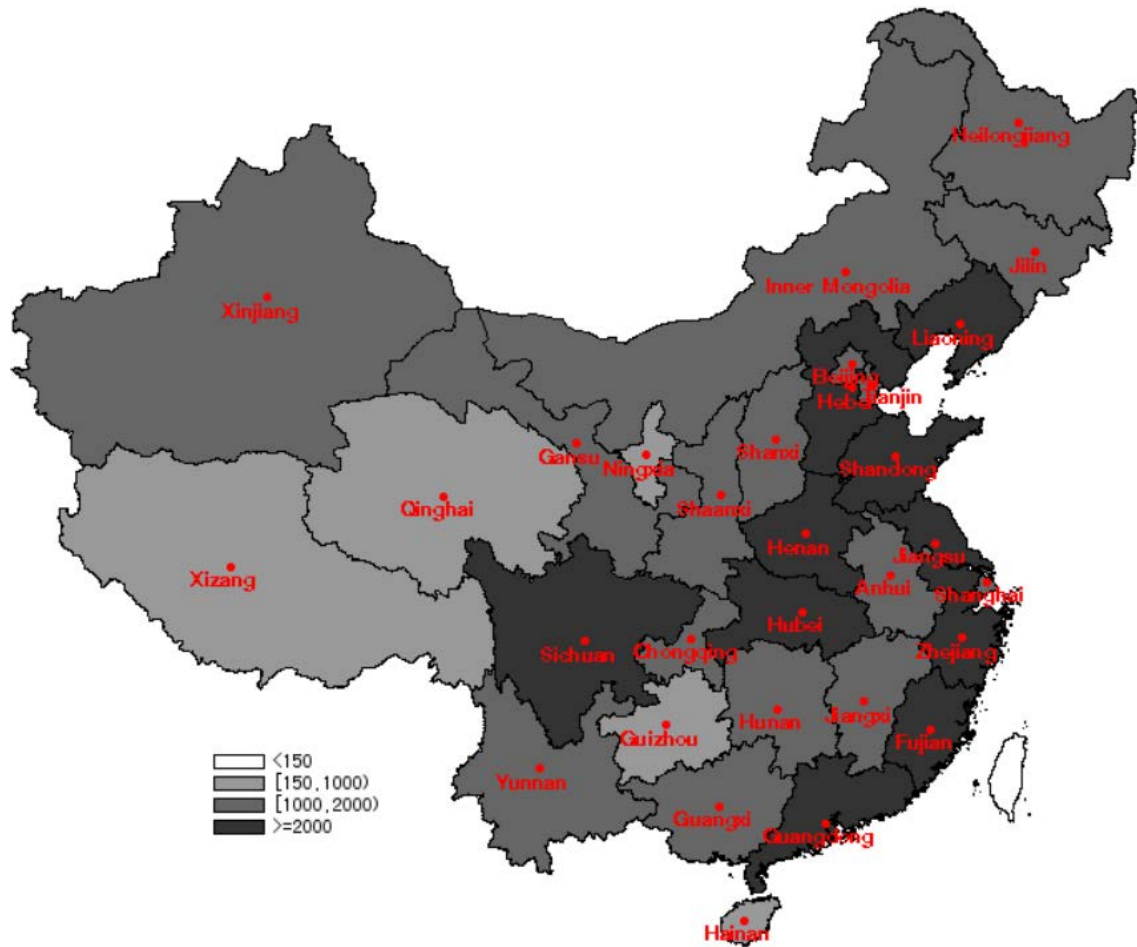 Heilongjiang
Jilin
Inner Mongolia
Xinjiang
Liaoning
Beijing
Hebei
Tianjin
Gansu
Ningxia
Shanxi
Shandong
Qinghai
Shaanxi
Henan
Jiangsu
Xizang
Anhui
Shanghai
Hubei
Sichuan
Chongqing
Zhejiang
Hunan
Jiangxi
Guizhou
Fujian
Yunnan
Guangxi
Guangdong
Hainan
<150
[150,1000)
[1000,2000)
>=2000